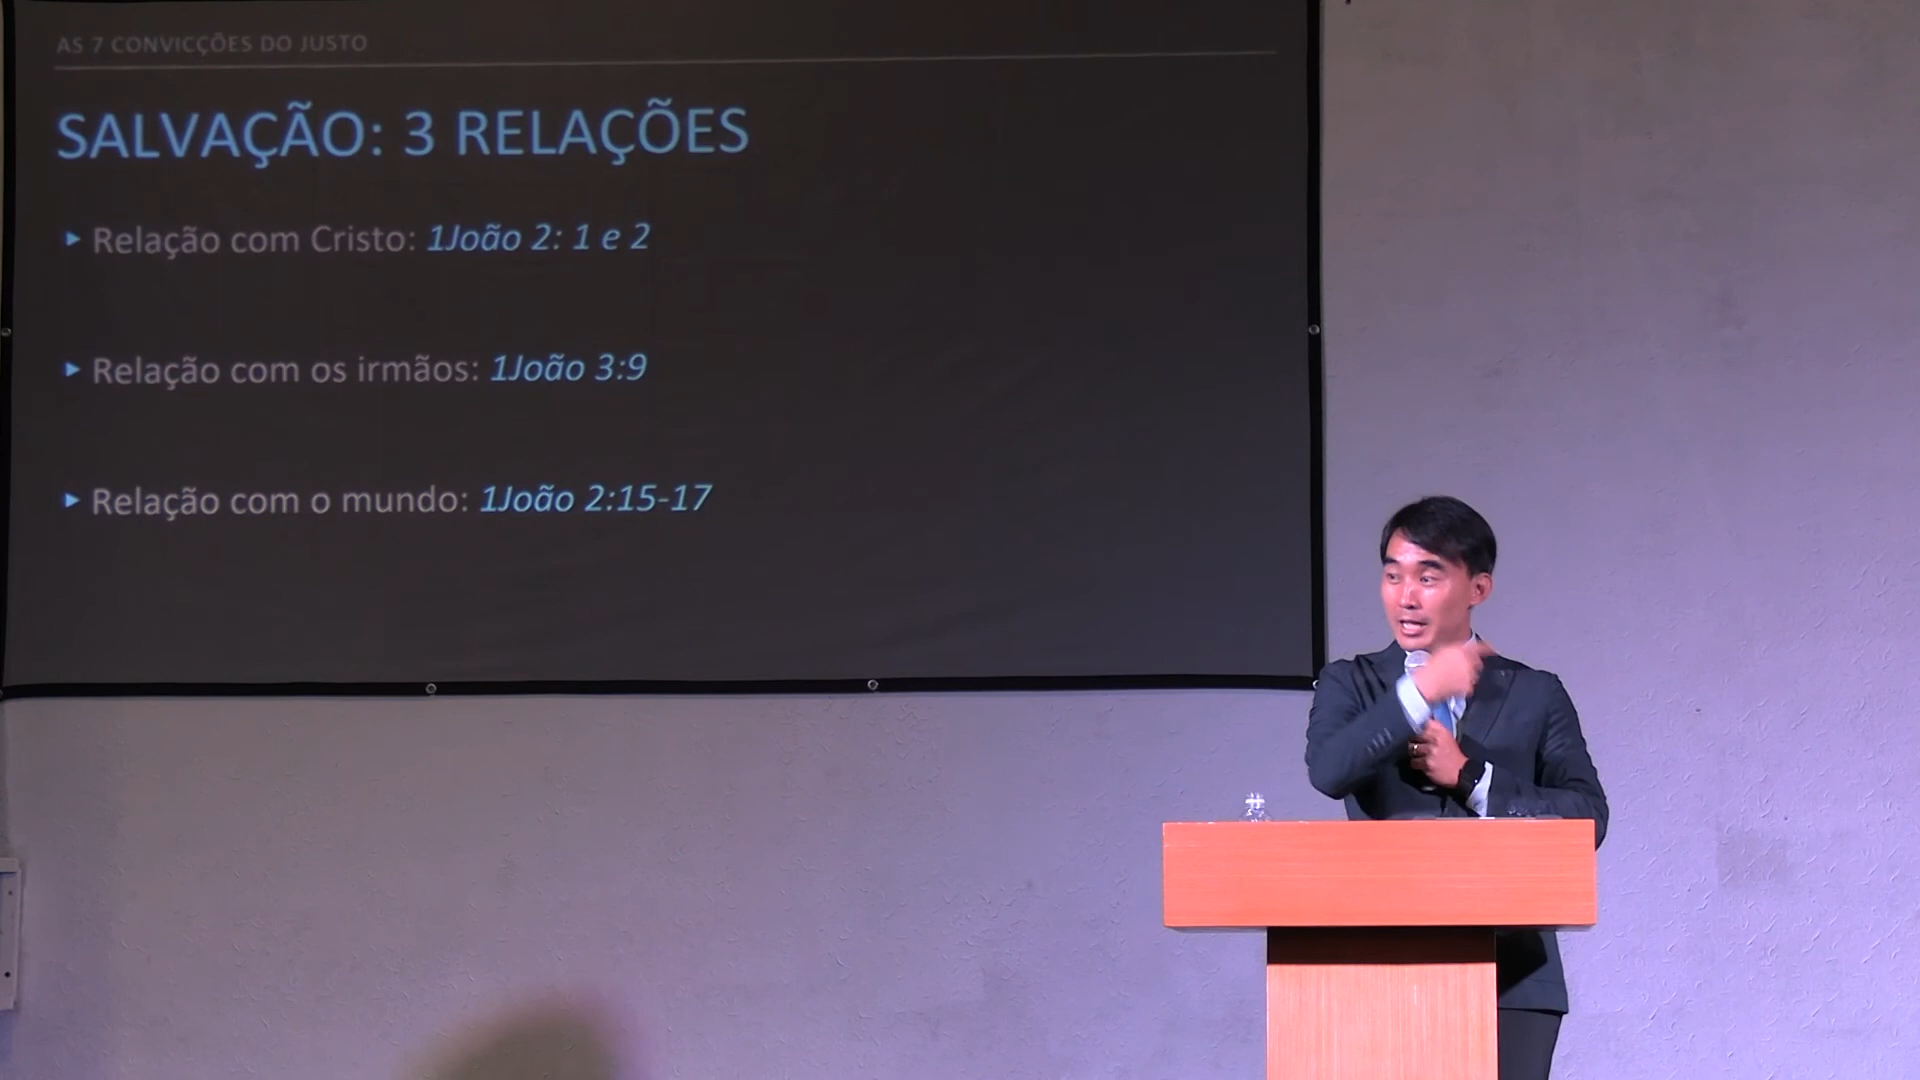 AS 7 CONVICÇÕES DO JUSTO
SALVAÇÃO: 3 RELAÇÕES
▸ Relação com Cristo: 1João 2: 1 e 2
▸ Relação com os irmãos: 1João 3:9
▸ Relação com o mundo: 1João 2:15-17